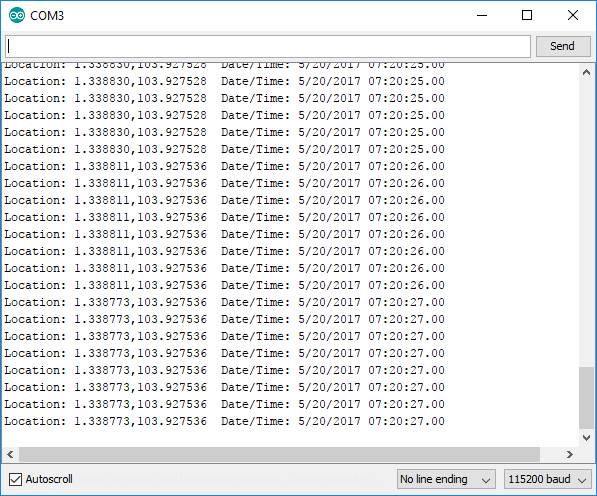 COM3
Send
Location: 1.338830,103.927528  Date/Time: 5/20/2017 07:20:25.00
Location: 1.338830,103.927528  Date/Time: 5/20/2017 07:20:25.00
Location: 1.338830,103.927528  Date/Time: 5/20/2017 07:20:25.00
Location: 1.338830,103.927528  Date/Time: 5/20/2017 07:20:25.00
Location: 1.338830,103.927528  Date/Time: 5/20/2017 07:20:25.00
Location: 1.338830,103.927528  Date/Time: 5/20/2017 07:20:25.00
Location: 1.338811,103.927536  Date/Time: 5/20/2017 07:20:26.00
Location: 1.338811,103.927536  Date/Time: 5/20/2017 07:20:26.00
Location: 1.338811,103.927536  Date/Time: 5/20/2017 07:20:26.00
Location: 1.338811,103.927536  Date/Time: 5/20/2017 07:20:26.00
Location: 1.338811,103.927536  Date/Time: 5/20/2017 07:20:26.00
Location: 1.338811,103.927536  Date/Time: 5/20/2017 07:20:26.00
Location: 1.338811,103.927536  Date/Time: 5/20/2017 07:20:26.00
Location: 1.338811,103.927536  Date/Time: 5/20/2017 07:20:26.00
Location: 1.338773,103.927536  Date/Time: 5/20/2017 07:20:27.00
Location: 1.338773,103.927536  Date/Time: 5/20/2017 07:20:27.00
Location: 1.338773,103.927536  Date/Time: 5/20/2017 07:20:27.00
Location: 1.338773,103.927536  Date/Time: 5/20/2017 07:20:27.00
Location: 1.338773,103.927536  Date/Time: 5/20/2017 07:20:27.00
Location: 1.338773,103.927536  Date/Time: 5/20/2017 07:20:27.00
Location: 1.338773,103.927536  Date/Time: 5/20/2017 07:20:27.00
Location: 1.338773,103.927536  Date/Time: 5/20/2017 07:20:27.00
Autoscroll
No line ending
115200 baud